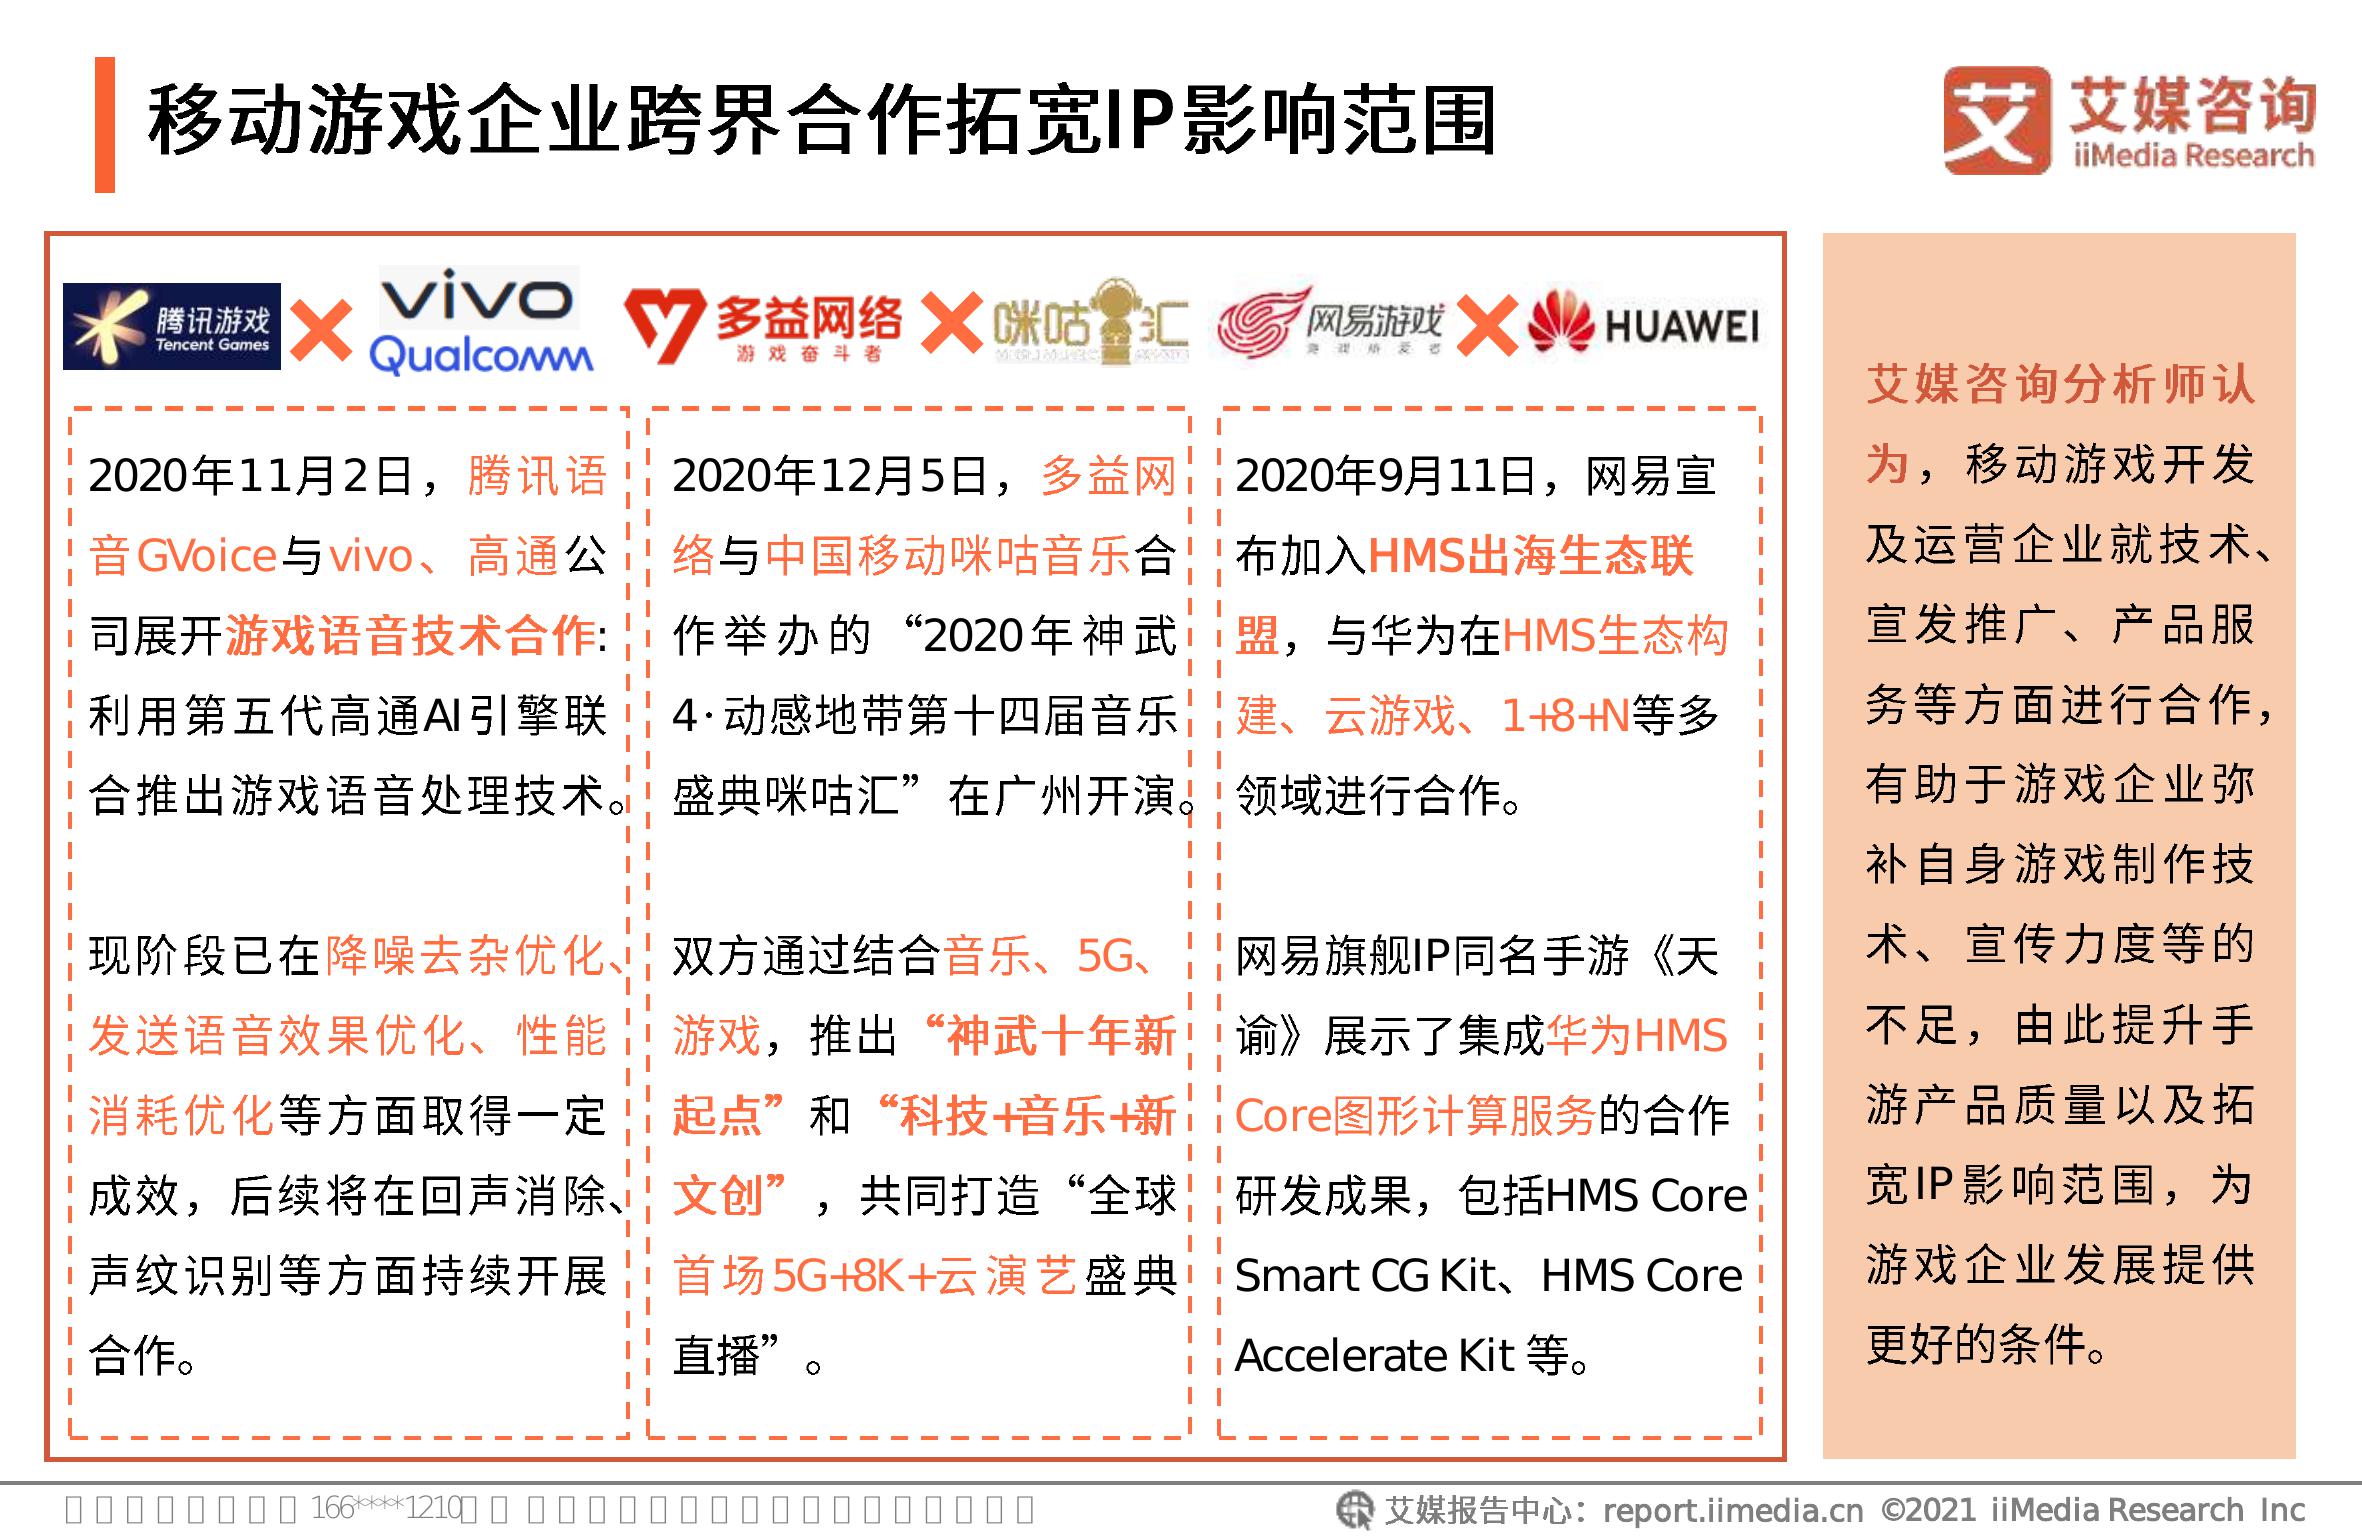 移动游戏企业跨界合作拓宽IP影响范围
艾媒咨询
iiMedia Research
腾讯游戏
Tencent Games
vivo
Qualcomm
多益网络
游戏奋斗者
咪咕汇
网易游戏
游戏热爱者
HUAWEI
2020年11月2日，腾讯语
音GVoice与vivo、高通公
司展开游戏语音技术合作:
利用第五代高通AI引擎联
合推出游戏语音处理技术。
现阶段已在降噪去杂优化、
发送语音效果优化、性能
消耗优化等方面取得一定
成效，后续将在回声消除、
声纹识别等方面持续开展
合作。
2020年12月5日，多益网
络与中国移动咪咕音乐合
作举办的“2020年神武
4·动感地带第十四届音乐
盛典咪咕汇”在广州开演。
双方通过结合音乐、5G、
游戏，推出“神武十年新
起点”和“科技+音乐+新
文创”，共同打造“全球
首场5G+8K+云演艺盛典
直播”。
2020年9月11日，网易宣
布加入HMS出海生态联
盟，与华为在HMS生态构
建、云游戏、1+8+N等多
领域进行合作。
网易旗舰IP同名手游《天
谕》展示了集成华为HMS
Core图形计算服务的合作
研发成果，包括HMS Core
Smart CG Kit、HMS Core
Accelerate Kit 等。
艾媒咨询分析师认
为，移动游戏开发
及运营企业就技术、
宣发推广、产品服
务等方面进行合作，
有助于游戏企业弥
补自身游戏制作技
术、宣传力度等的
不足，由此提升手
游产品质量以及拓
宽IP影响范围，为
游戏企业发展提供
更好的条件。
166****1210
艾媒报告中心：report.iimedia.cn ©2021 iiMedia Research Inc